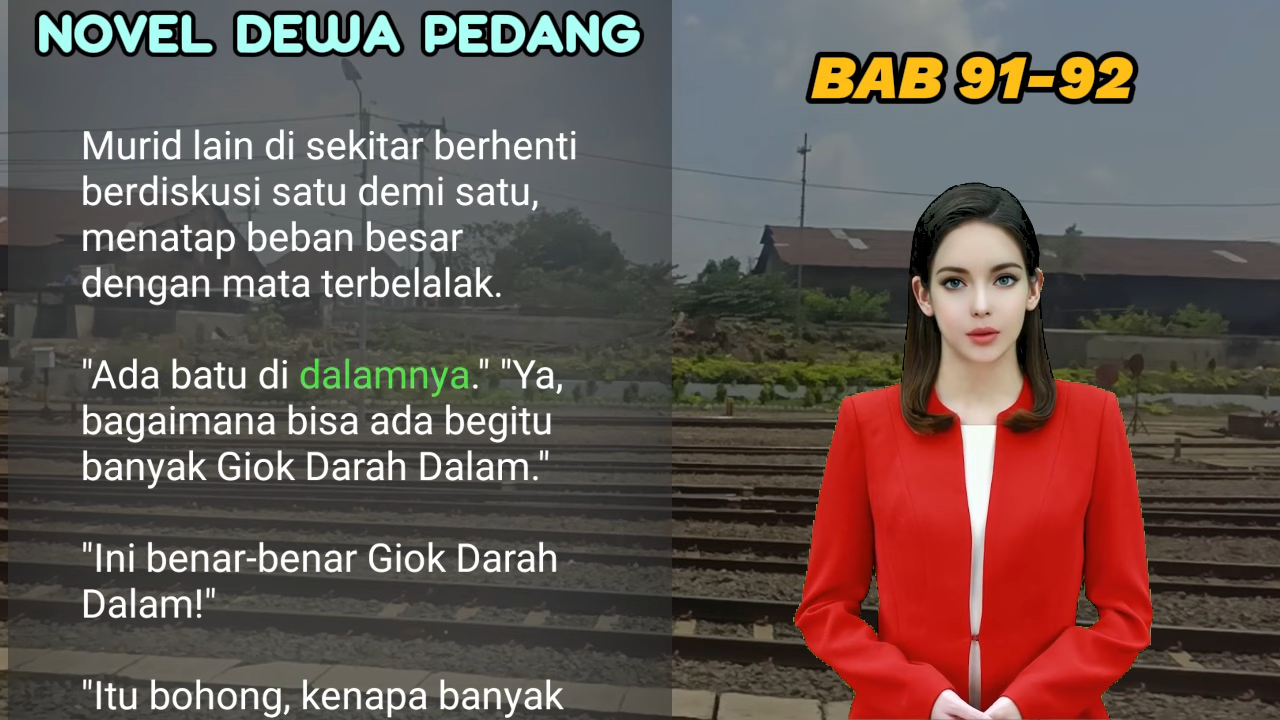 NOVEL DEWA PEDANG
BAB 91-92
Murid lain di sekitar berhenti
berdiskusi satu demi satu,
menatap beban besar
dengan mata terbelalak.
"Ada batu di dalamnya." "Ya,
bagaimana bisa ada begitu
banyak Giok Darah Dalam."
"Ini benar-benar Giok Darah
Dalam!"
"Itu bohong, kenapa banyak